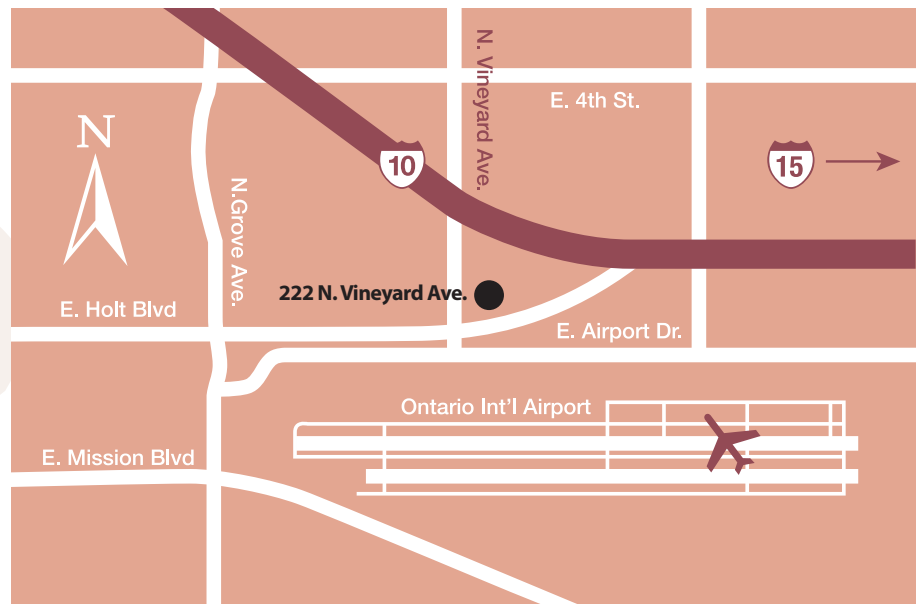 N. Vineyard Ave.
E. 4th St.
N
10
15
N.Grove Ave.
222 N. Vineyard Ave.
E. Holt Blvd
E. Airport Dr.
Ontario Int'l Airport
E. Mission Blvd